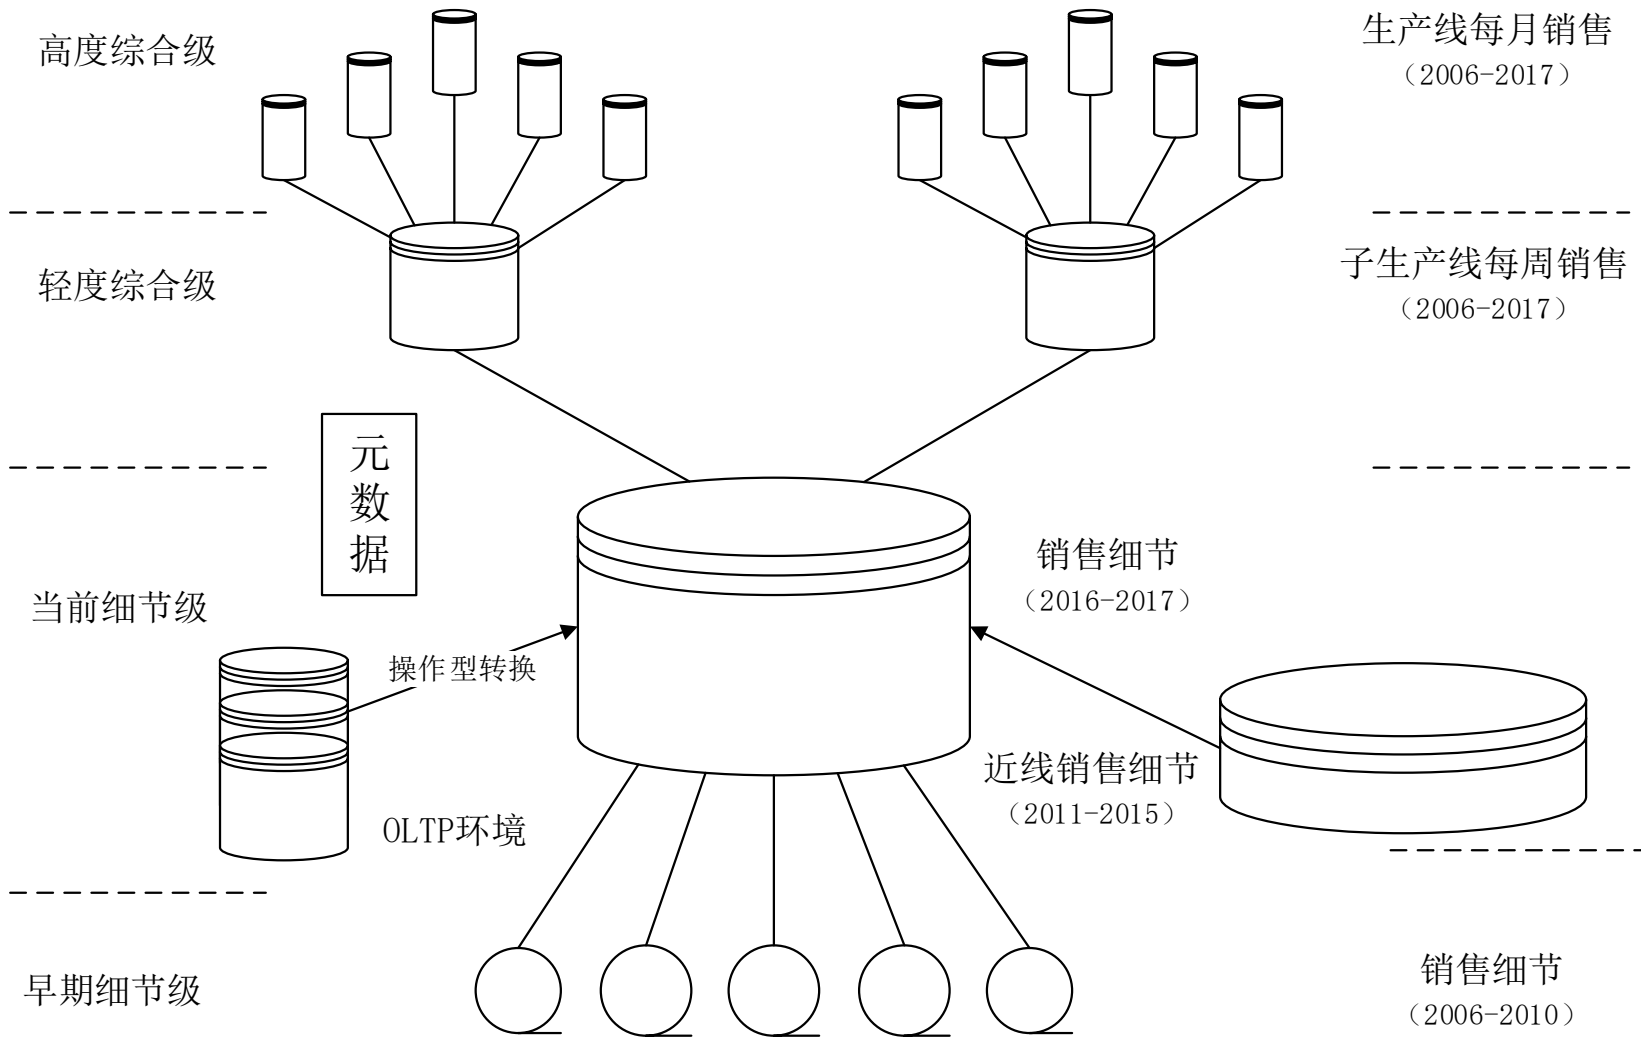 高度综合级
生产线每月销售
（2006-2017）
轻度综合级
子生产线每周销售
（2006-2017）
元
数
据
当前细节级
销售细节
（2016-2017）
操作型转换
近线销售细节
（2011-2015）
OLTP环境
早期细节级
销售细节
（2006-2010）